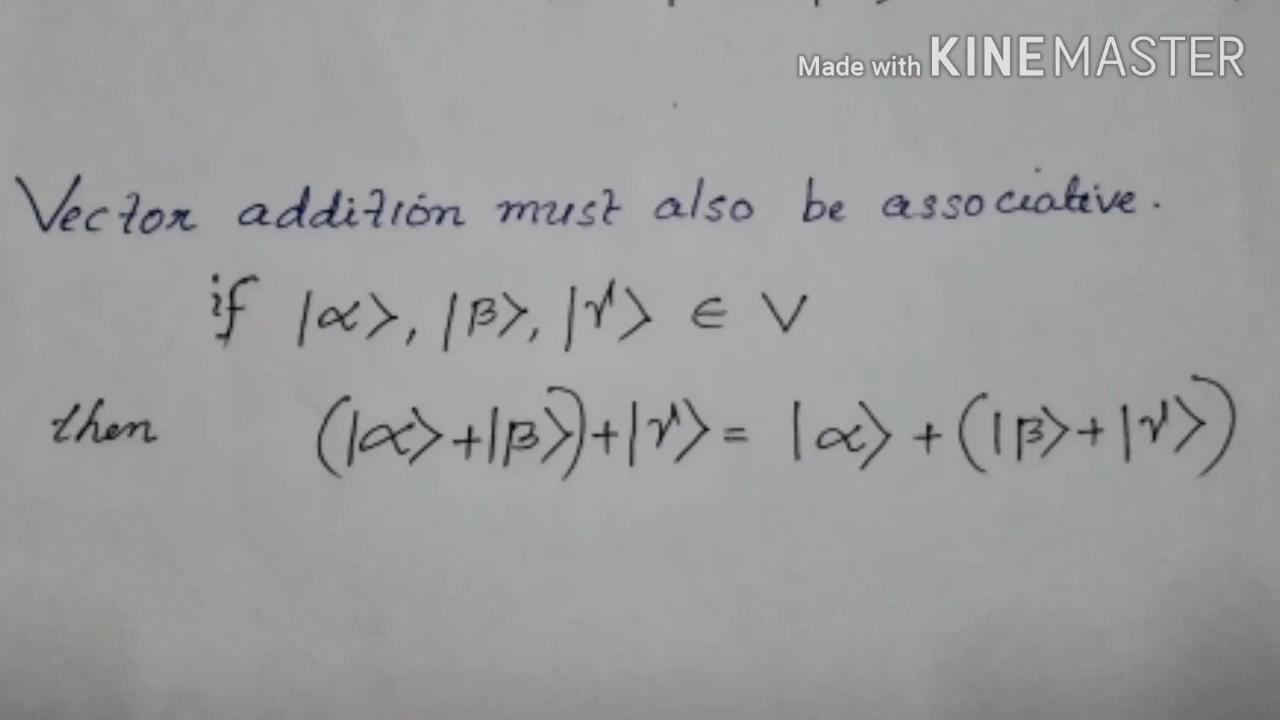 Made with KINEMASTER
Vector addition must also be associative.
if |α⟩, |β⟩, |γ⟩ ∈ V
then (|α⟩+|β⟩)+|γ⟩ = |α⟩ + (|β⟩+|γ⟩)